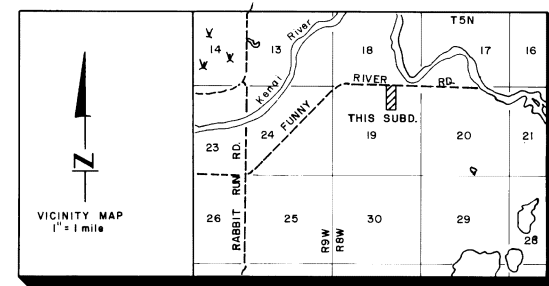 T5N
14
13
Kenai River
18
17
16
FUNNY RIVER RD.
THIS SUBD.
23
24
19
20
21
RABBIT RUN RD.
26
25
R9W
R8W
30
29
28
N
VICINITY MAP
1" = 1 mile